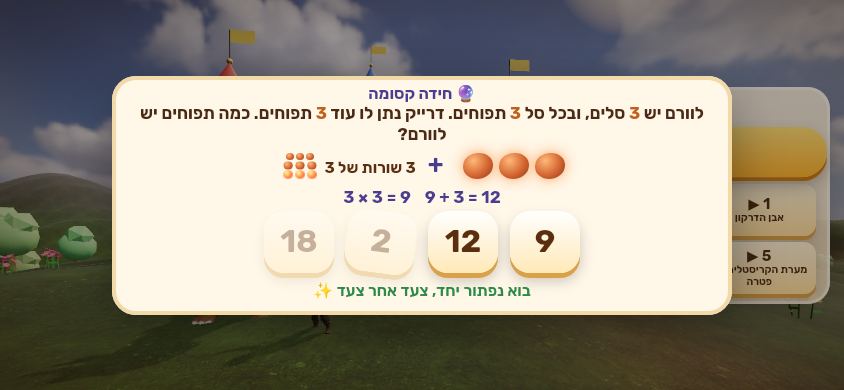 🔮 חידה קסומה
לוורם יש 3 סלים, ובכל סל 3 תפוחים. דרייק נתן לו עוד 3 תפוחים. כמה תפוחים יש
לוורם?
+ 3 שורות של 3
3 × 3 = 9   9 + 3 = 12
18 2 12 9
בוא נפתור יחד, צעד אחר צעד ✨
▶ 1
אבן הדרקון
▶ 5
מערת הקריסטלים
פטרה